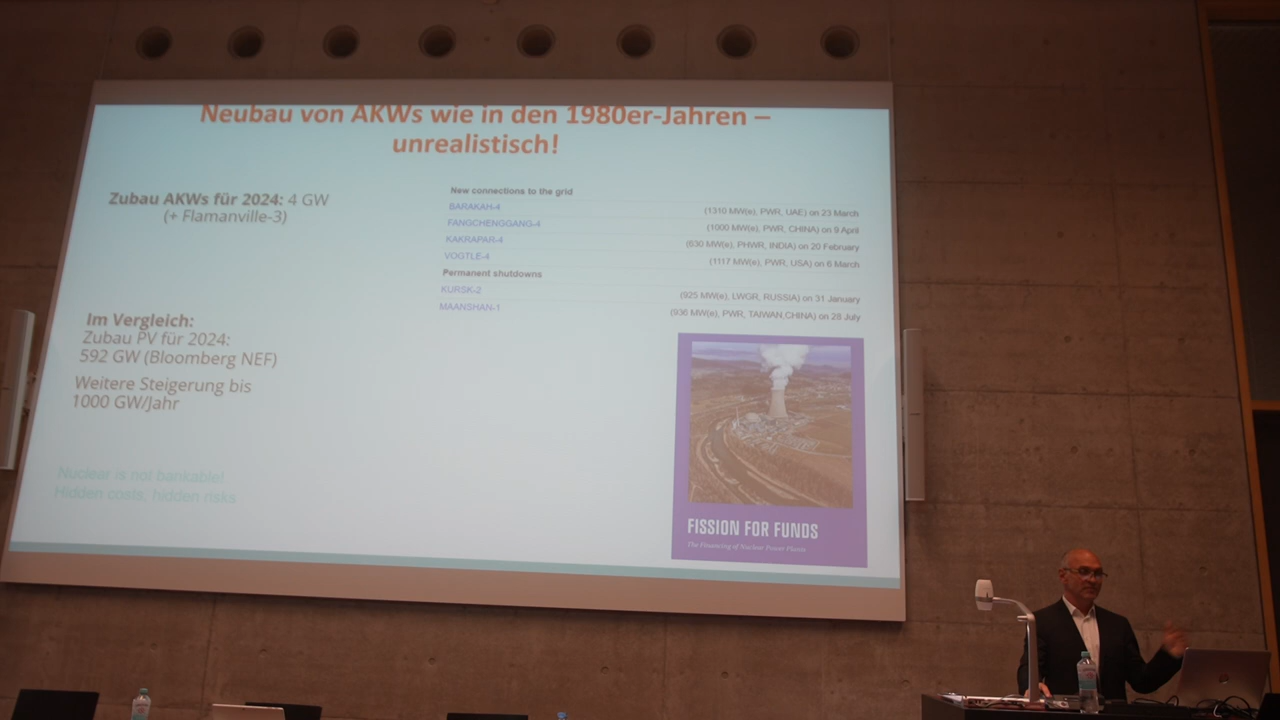 Neubau von AKWs wie in den 1980er-Jahren –
unrealistisch!
Zubau AKWs für 2024: 4 GW
(+ Flamanville-3)
Im Vergleich:
Zubau PV für 2024:
592 GW (Bloomberg NEF)
Weitere Steigerung bis
1000 GW/Jahr
Nuclear is not bankable!
Hidden costs, hidden risks
New connections to the grid
BARAKAH-4 (1310 MW(e), PWR, UAE) on 23 March
FANGCHENGGANG-4 (1000 MW(e), PWR, CHINA) on 9 April
KAKRAPAR-4 (630 MW(e), PHWR, INDIA) on 20 February
VOGTLE-4 (1117 MW(e), PWR, USA) on 6 March
Permanent shutdowns
KURSK-2 (925 MW(e), LWGR, RUSSIA) on 31 January
MAANSHAN-1 (936 MW(e), PWR, TAIWAN,CHINA) on 28 July
FISSION FOR FUNDS
The Financing of Nuclear Power Plants